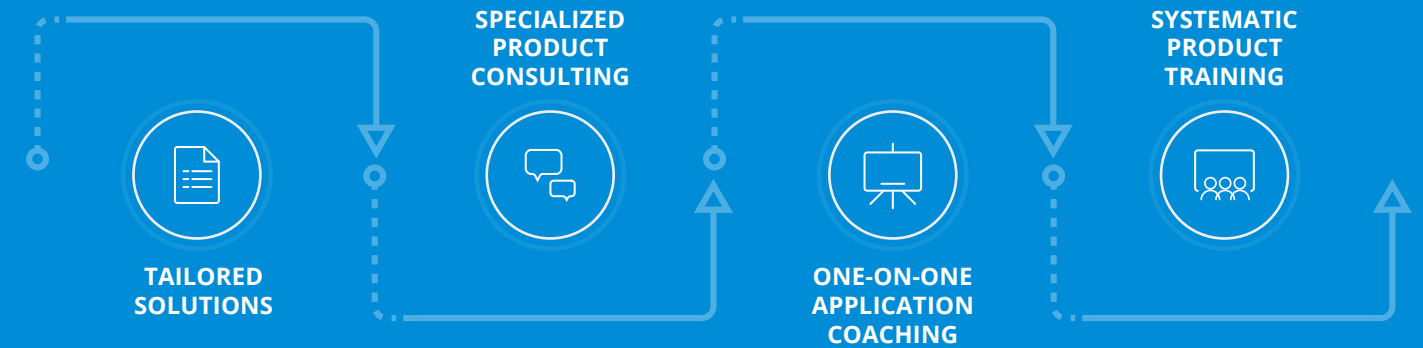 TAILORED
SOLUTIONS
SPECIALIZED
PRODUCT
CONSULTING
ONE-ON-ONE
APPLICATION
COACHING
SYSTEMATIC
PRODUCT
TRAINING